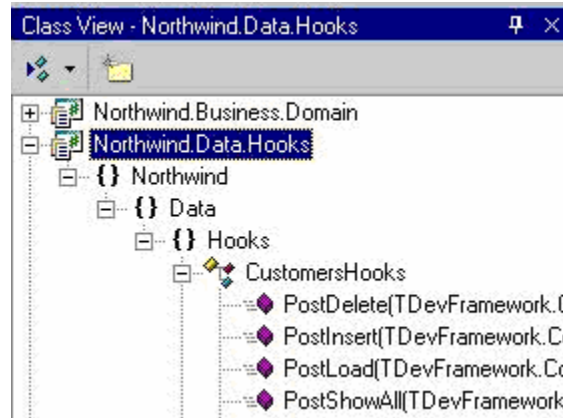 Class View - Northwind.Data.Hooks
Northwind.Business.Domain
Northwind.Data.Hooks
{} Northwind
{} Data
{} Hooks
CustomersHooks
PostDelete(TDevFramework.
PostInsert(TDevFramework.C
PostLoad(TDevFramework.Co
PostShowAll(TDevFramework